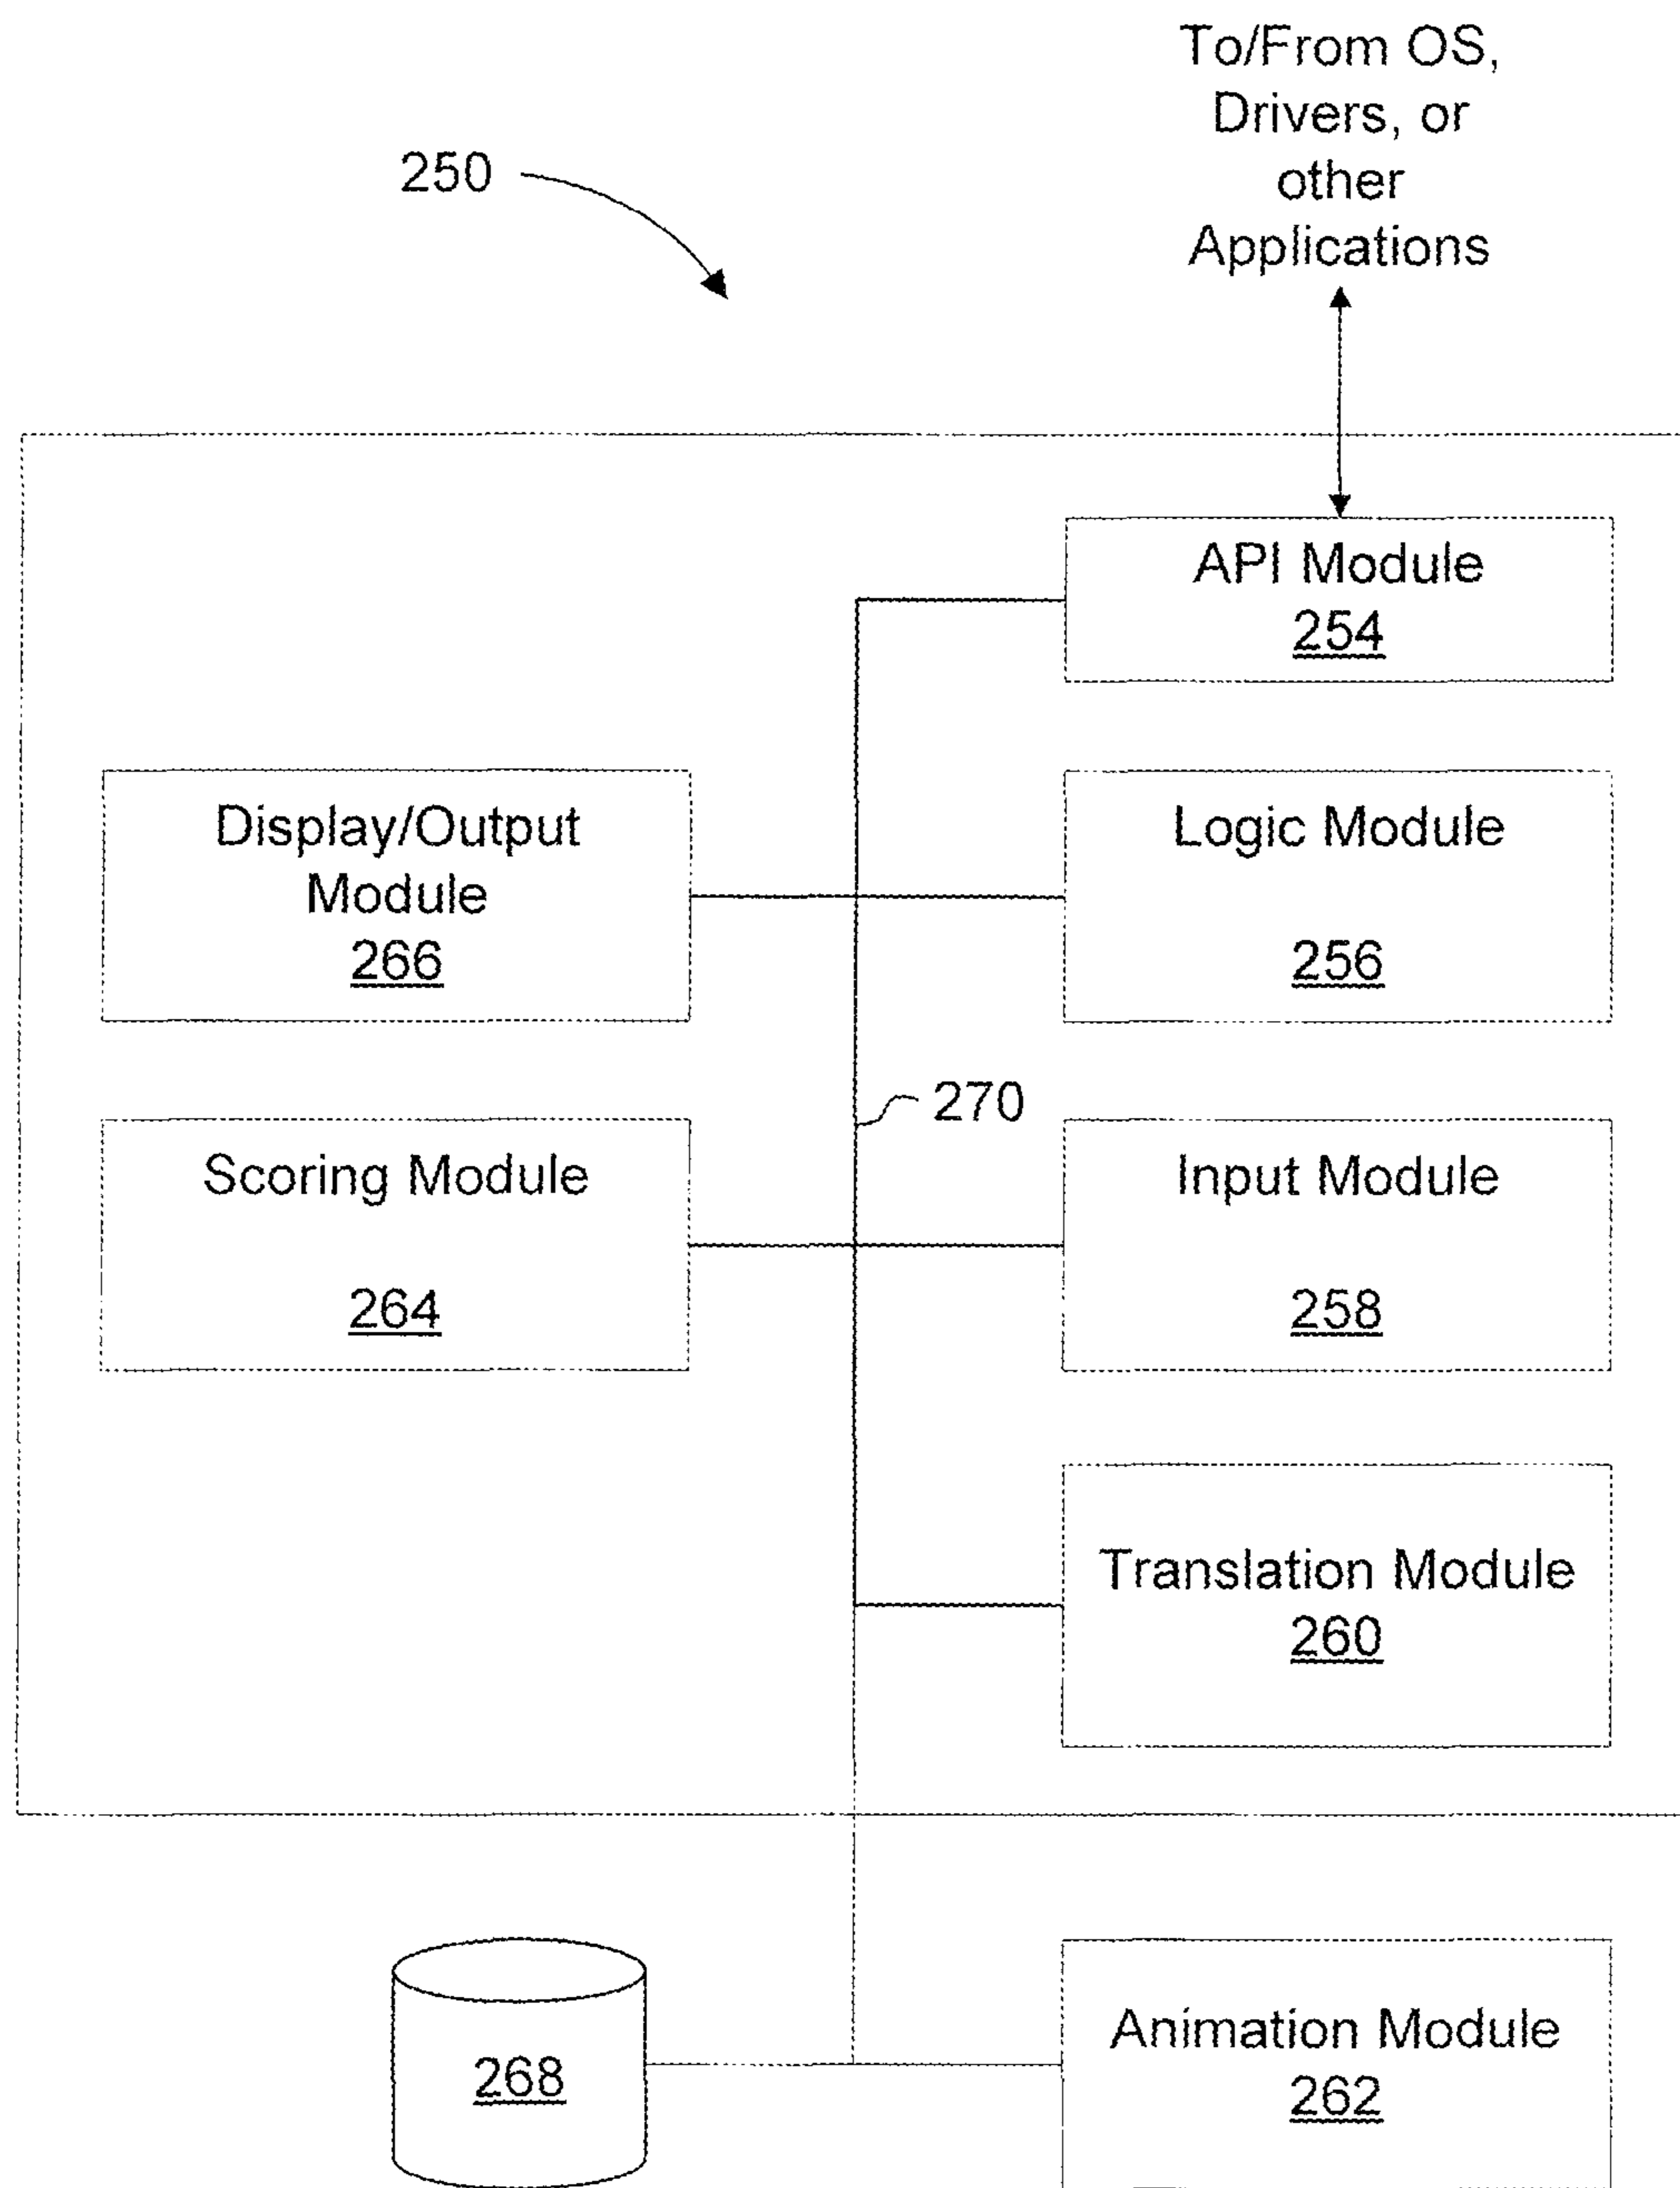 To/From OS,
Drivers, or
other
Applications
250
API Module
254
Display/Output
Module
266
Logic Module
256
270
Scoring Module
264
Input Module
258
Translation Module
260
268
Animation Module
262